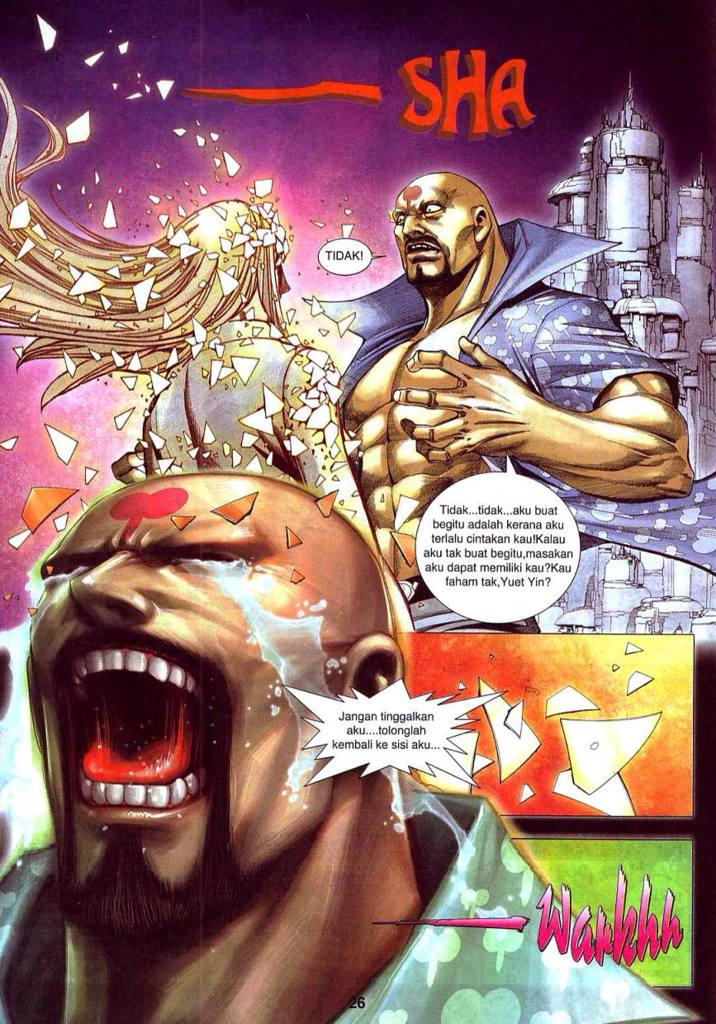 SHA
TIDAK!
Tidak...tidak...aku buat
begitu adalah kerana aku
terlalu cintakan kau!Kalau
aku tak buat begitu,masakan
aku dapat memiliki kau?Kau
faham tak,Yuet Yin?
Jangan tinggalkan
aku....tolonglah
kembali ke sisi aku...
Warkhh
26